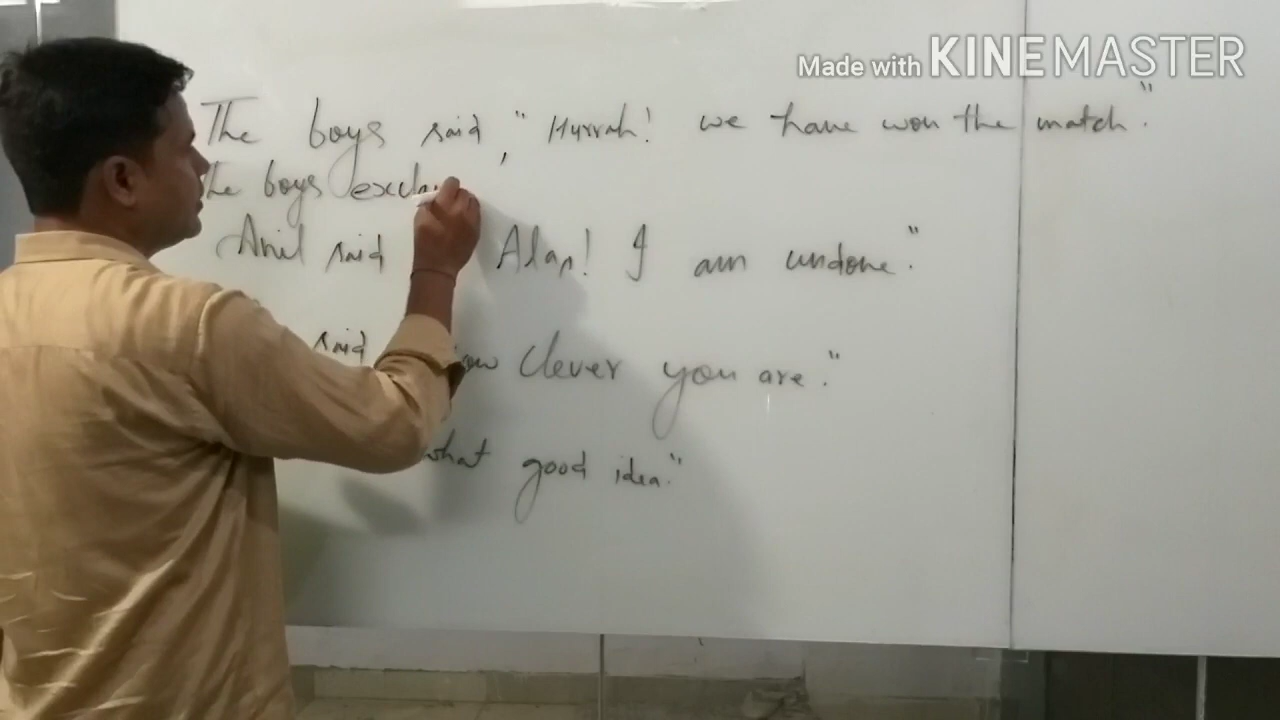 Made with KINEMASTER
The boys said, "Hurrah! we have won the match."
The boys excla
Anil said Alas! I am undone."
said how clever you are."
what good idea."